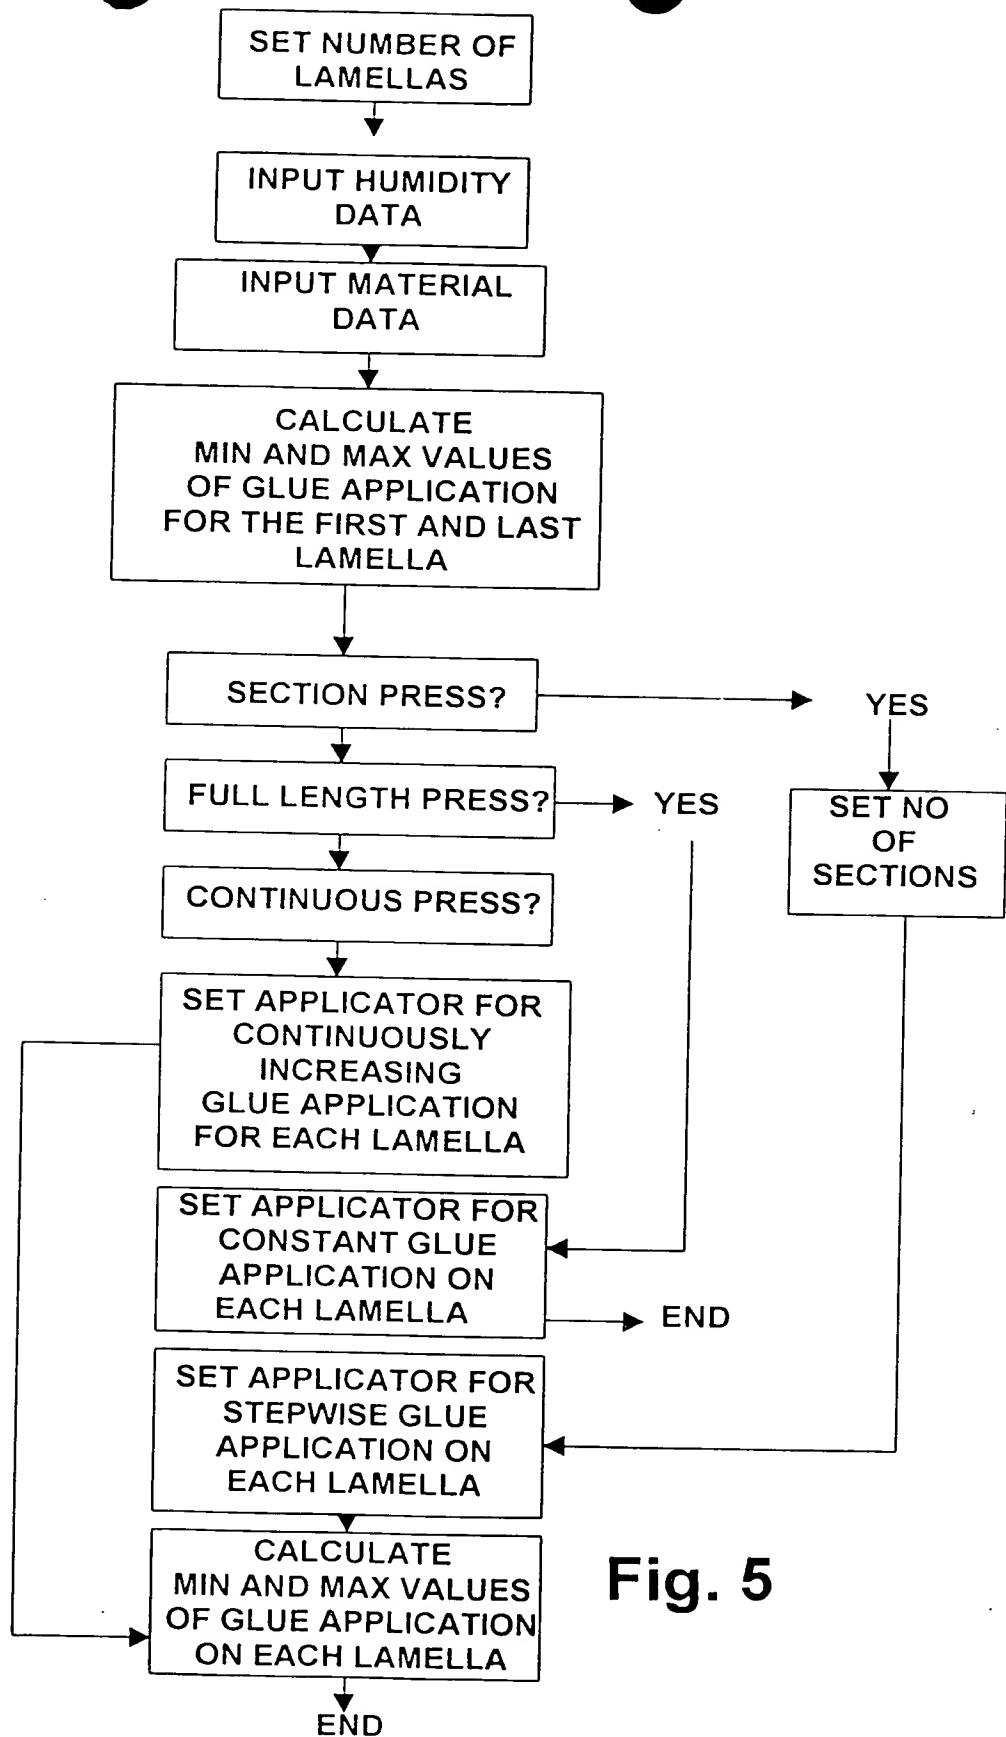 SET NUMBER OF
LAMELLAS
INPUT HUMIDITY
DATA
INPUT MATERIAL
DATA
CALCULATE
MIN AND MAX VALUES
OF GLUE APPLICATION
FOR THE FIRST AND LAST
LAMELLA
SECTION PRESS?
YES
FULL LENGTH PRESS?
YES
SET NO
OF
SECTIONS
CONTINUOUS PRESS?
SET APPLICATOR FOR
CONTINUOUSLY
INCREASING
GLUE APPLICATION
FOR EACH LAMELLA
SET APPLICATOR FOR
CONSTANT GLUE
APPLICATION ON
EACH LAMELLA
END
SET APPLICATOR FOR
STEPWISE GLUE
APPLICATION ON
EACH LAMELLA
CALCULATE
MIN AND MAX VALUES
OF GLUE APPLICATION
ON EACH LAMELLA
END
Fig. 5